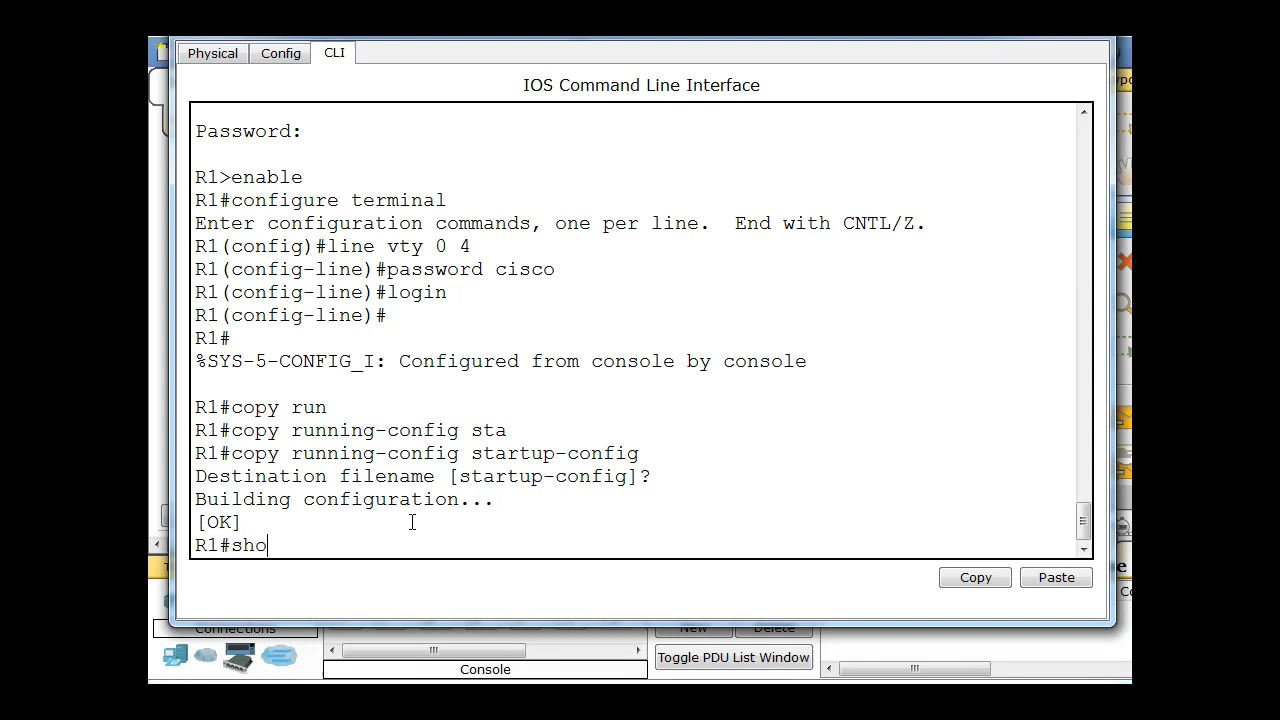 Physical
Config
CLI
IOS Command Line Interface
Password:
R1>enable
R1#configure terminal
Enter configuration commands, one per line.  End with CNTL/Z.
R1(config)#line vty 0 4
R1(config-line)#password cisco
R1(config-line)#login
R1(config-line)#
R1#
%SYS-5-CONFIG_I: Configured from console by console
R1#copy run
R1#copy running-config sta
R1#copy running-config startup-config
Destination filename [startup-config]?
Building configuration...
[OK]
R1#sho
Copy
Paste
Connections
New
Delete
Toggle PDU List Window
Console